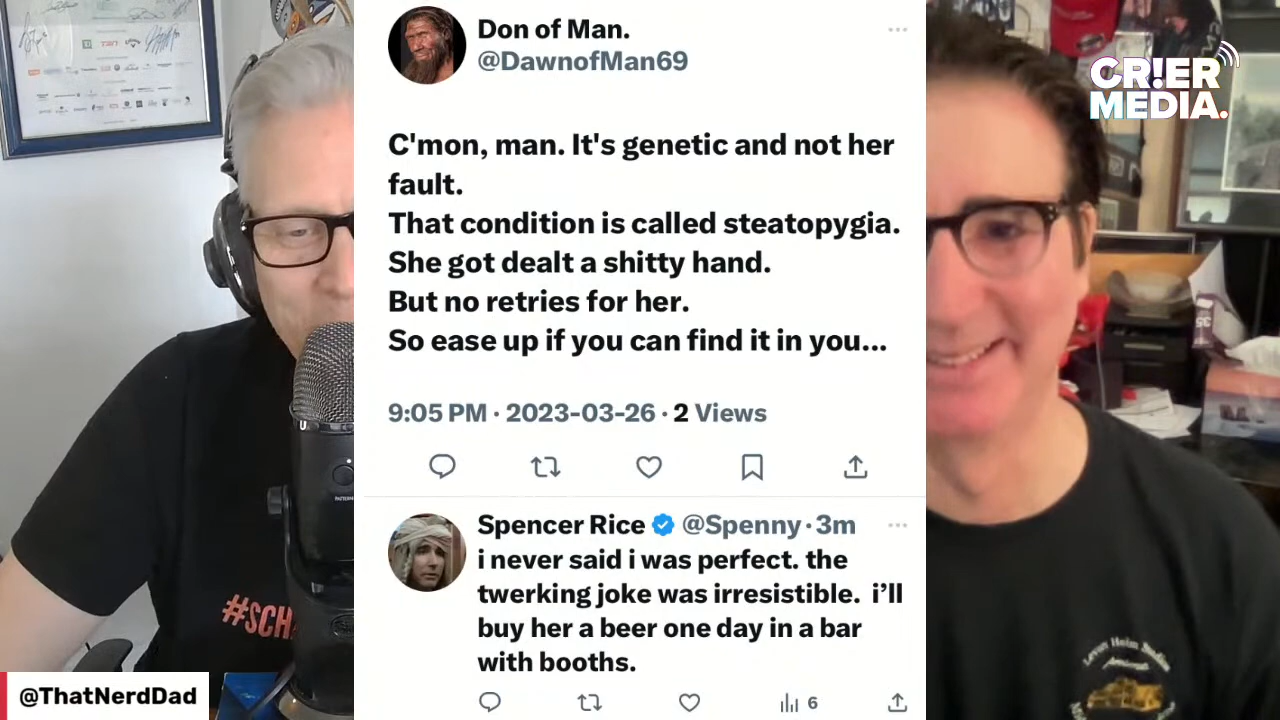 Don of Man.
@DawnofMan69
C'mon, man. It's genetic and not her
fault.
That condition is called steatopygia.
She got dealt a shitty hand.
But no retries for her.
So ease up if you can find it in you...
9:05 PM · 2023-03-26 · 2 Views
Spencer Rice @Spenny · 3m
i never said i was perfect. the
twerking joke was irresistible. i’ll
buy her a beer one day in a bar
with booths.
6
CR!ER
MEDIA.
#SCH
@ThatNerdDad
35